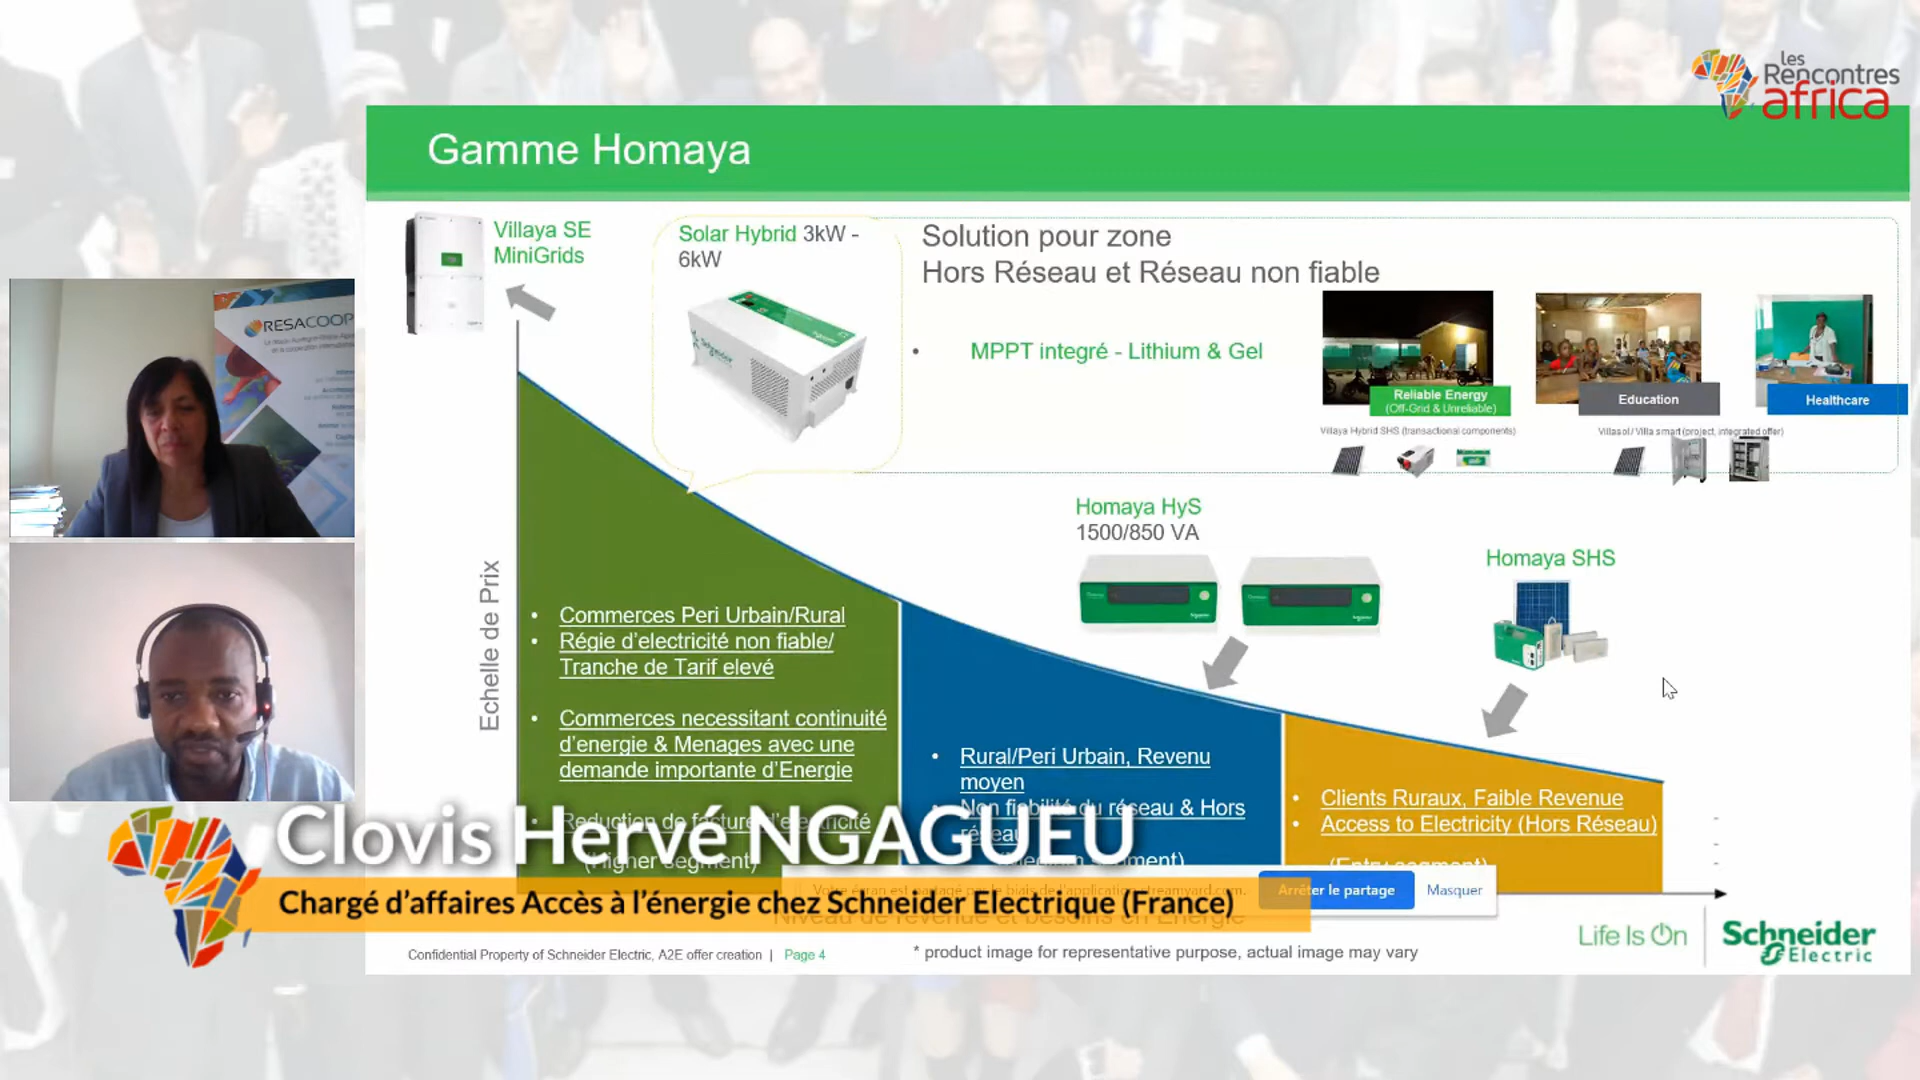 les
Rencontres
africa
Gamme Homaya
Villaya SE
MiniGrids
Solar Hybrid 3kW -
6kW
Solution pour zone
Hors Réseau et Réseau non fiable
• MPPT integré - Lithium & Gel
Reliable Energy
(Off-Grid & Unreliable)
Education
Healthcare
Villaya Hybrid SHS (transactional components)
Villasol / Villa smart (project, integrated offer)
RESACOOP
Schneider
Homaya HyS
1500/850 VA
Homaya SHS
Echelle de Prix
• Commerces Peri Urbain/Rural
• Régie d'electricité non fiable/
Tranche de Tarif elevé
• Commerces necessitant continuité
d'energie & Menages avec une
demande importante d'Energie
• Reduction de facture d'electricité
(Higher segment)
• Rural/Peri Urbain, Revenu
moyen
Non fiabilité du réseau & Hors
réseau
• Clients Ruraux, Faible Revenue
• Access to Electricity (Hors Réseau)
(Entry segment)
Clovis Hervé NGAGUEU
Chargé d'affaires Accès à l'énergie chez Schneider Electrique (France)
Votre écran est partagé par le biais de l'application streamyard.com.
Arrêter le partage
Masquer
Niveau de revenue et besoins en Energie
Life Is On
Schneider
Electric
Confidential Property of Schneider Electric, A2E offer creation | Page 4
* product image for representative purpose, actual image may vary